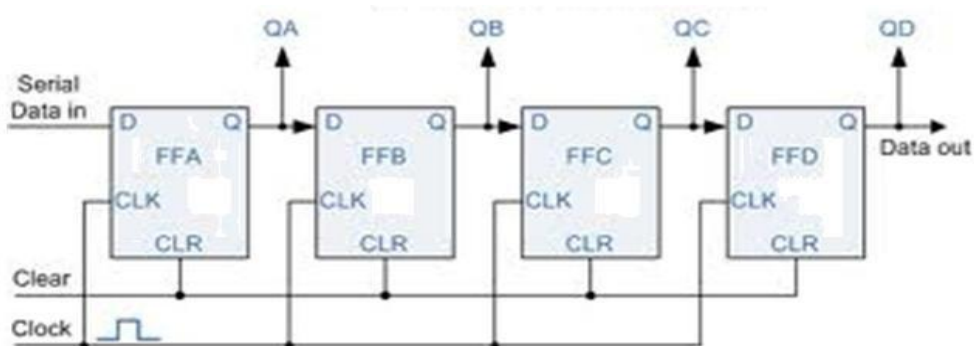 QA QB QC QD
Serial
Data in
D Q D Q D Q D Q
Data out
FFA FFB FFC FFD
CLK CLK CLK CLK
CLR CLR CLR CLR
Clear
Clock